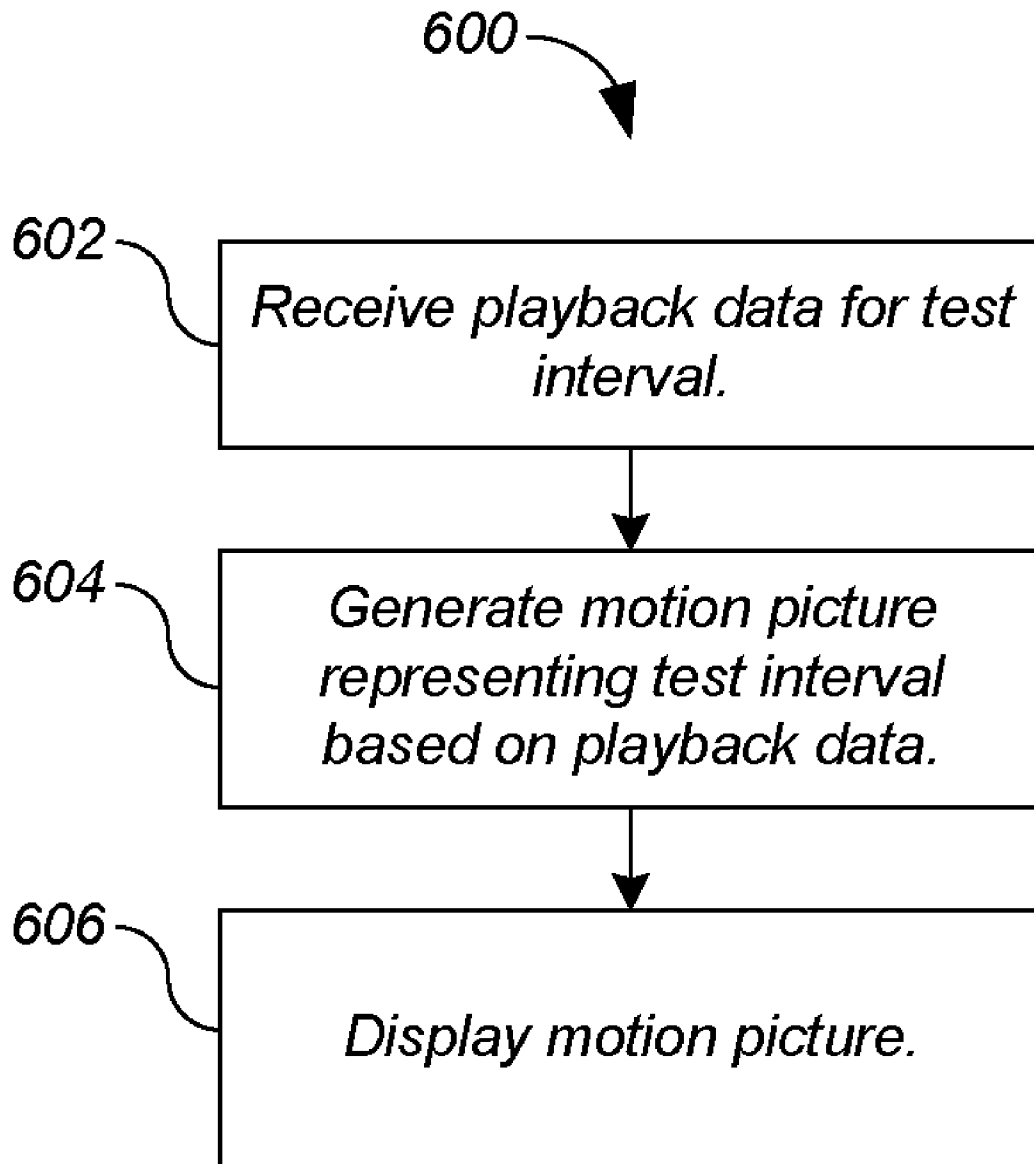 600
602
Receive playback data for test
interval.
604
Generate motion picture
representing test interval
based on playback data.
606
Display motion picture.